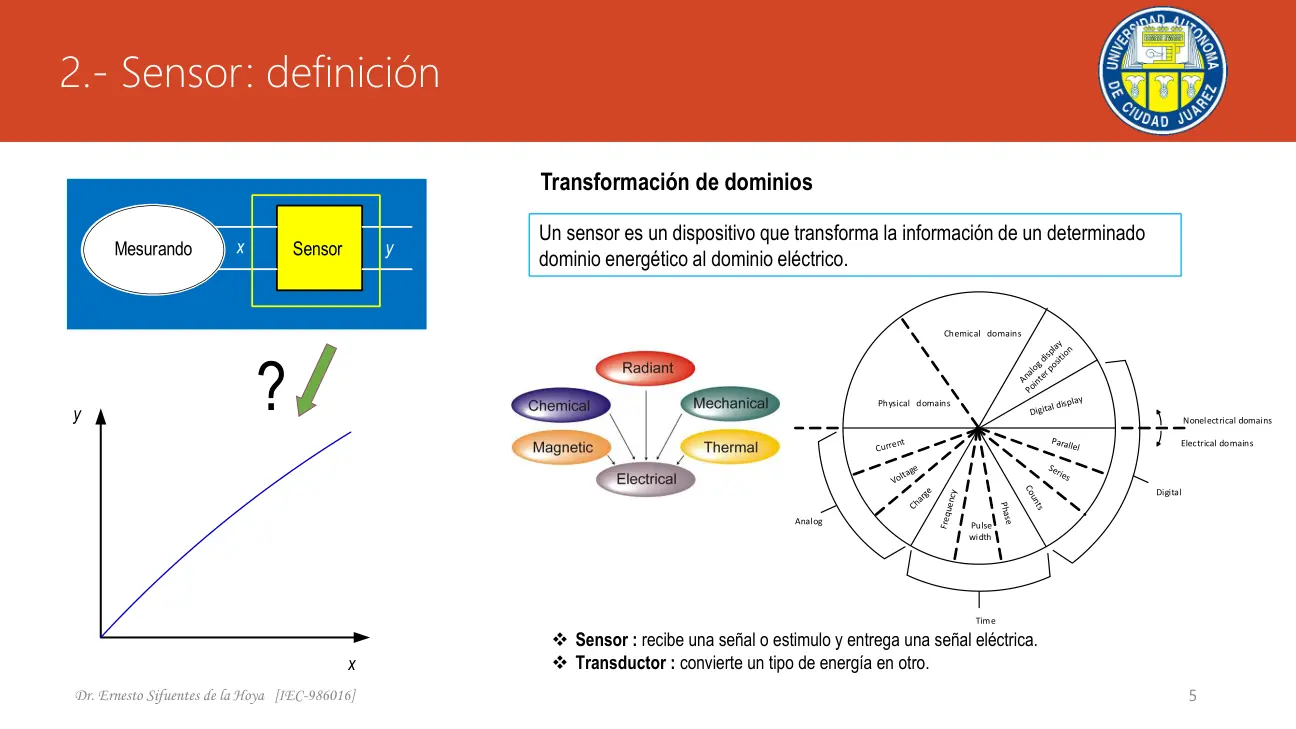 2.- Sensor: definición
UNIVERSIDAD AUTONOMA
DE CIUDAD JUAREZ
Mesurando
x
Sensor
y
?
y
x
Transformación de dominios
Un sensor es un dispositivo que transforma la información de un determinado
dominio energético al dominio eléctrico.
Radiant
Chemical
Mechanical
Magnetic
Thermal
Electrical
Chemical domains
Analog display
Pointer position
Physical domains
Digital display
Nonelectrical domains
Electrical domains
Current
Parallel
Voltage
Series
Charge
Counts
Frequency
Phase
Pulse
width
Analog
Digital
Time
❖ Sensor : recibe una señal o estimulo y entrega una señal eléctrica.
❖ Transductor : convierte un tipo de energía en otro.
Dr. Ernesto Sifuentes de la Hoya [IEC-986016]
5